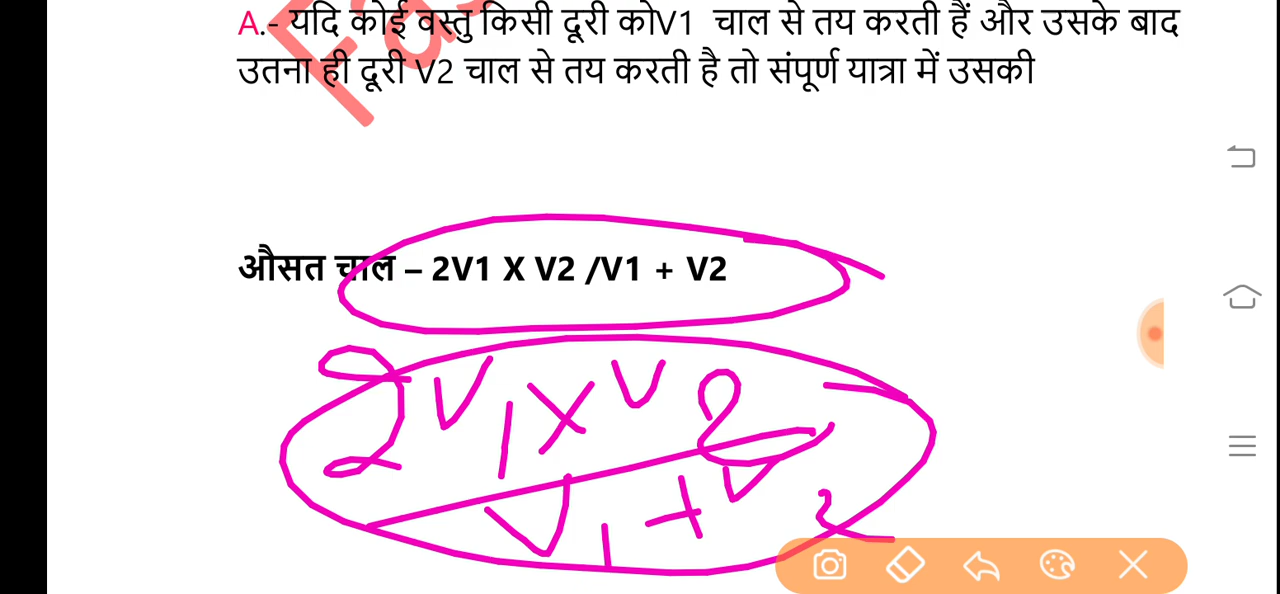 A.- यदि कोई वस्तु किसी दूरी कोV1 चाल से तय करती हैं और उसके बाद
उतना ही दूरी V2 चाल से तय करती है तो संपूर्ण यात्रा में उसकी
औसत चाल – 2V1 X V2 /V1 + V2
2V1 X V2
V1 + V2